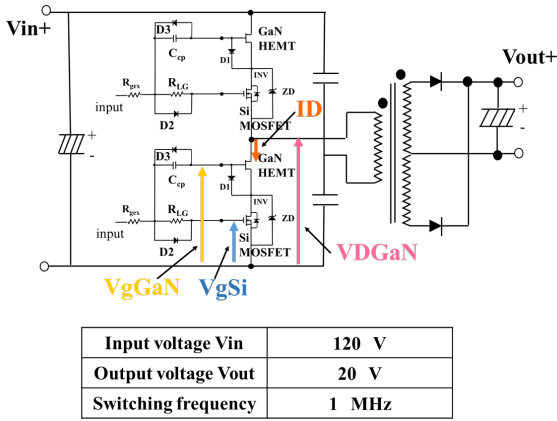 Vin+
D3
Ccp
GaN
HEMT
D1
INV
Rgex
RLG
ZD
input
Si
MOSFET
D2
ID
Vout+
+
-
+
-
D3
Ccp
GaN
HEMT
D1
INV
Rgex
RLG
ZD
input
Si
MOSFET
D2
VDGaN
VgGaN
VgSi
Input voltage Vin 120 V
Output voltage Vout 20 V
Switching frequency 1 MHz